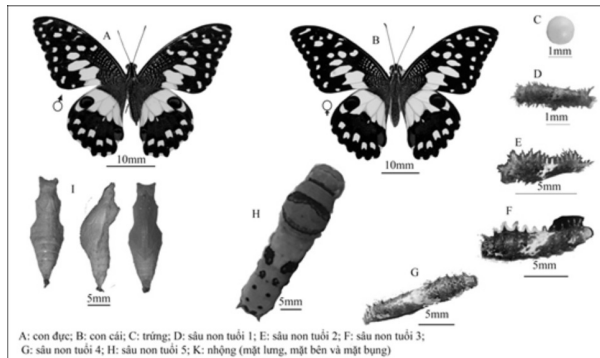 A
B
C
1mm
D
1mm
♂
♀
E
5mm
10mm
10mm
I
H
F
5mm
G
5mm
5mm
5mm
A: con đực; B: con cái; C: trứng; D: sâu non tuổi 1; E: sâu non tuổi 2; F: sâu non tuổi 3;
G: sâu non tuổi 4; H: sâu non tuổi 5; K: nhộng (mặt lưng, mặt bên và mặt bụng)